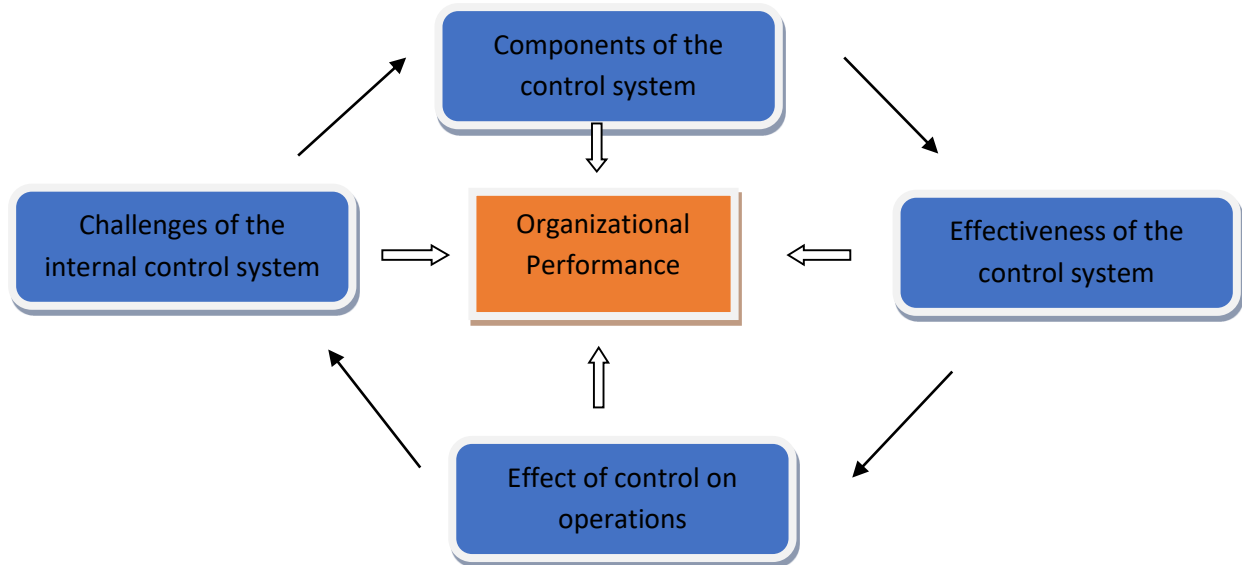 Components of the
control system
Challenges of the
internal control system
Organizational
Performance
Effectiveness of the
control system
Effect of control on
operations